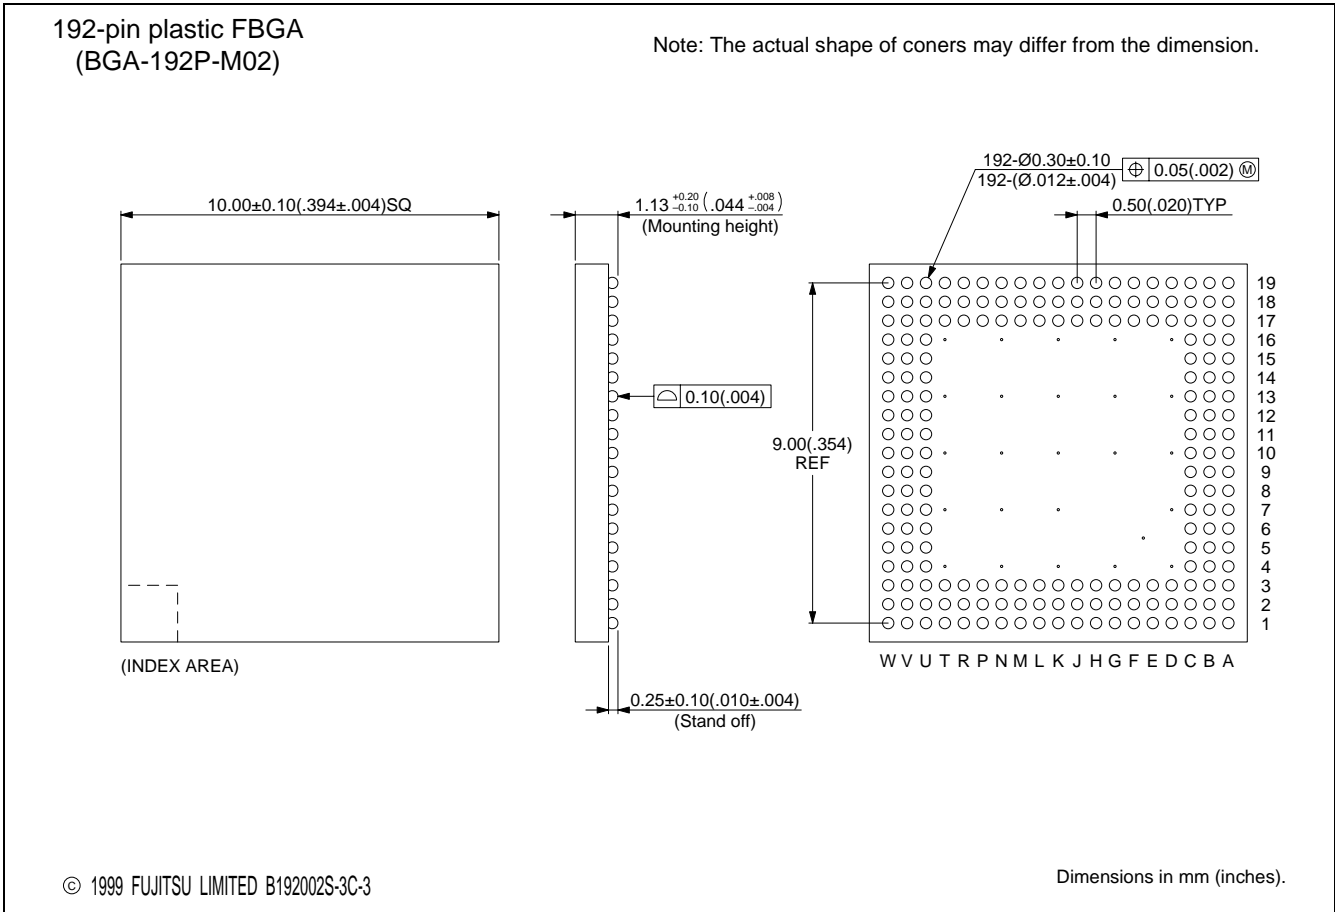 192-pin plastic FBGA
(BGA-192P-M02)
Note: The actual shape of coners may differ from the dimension.
192-Ø0.30±0.10
192-(Ø.012±.004)
⌖ 0.05(.002) Ⓜ
10.00±0.10(.394±.004)SQ
1.13 +0.20 –0.10 (.044 +.008 –.004)
(Mounting height)
0.50(.020)TYP
19
18
17
16
15
14
⌓ 0.10(.004)
13
12
11
9.00(.354)
REF
10
9
8
7
6
5
4
3
2
1
(INDEX AREA)
W V U T R P N M L K J H G F E D C B A
0.25±0.10(.010±.004)
(Stand off)
© 1999 FUJITSU LIMITED B192002S-3C-3
Dimensions in mm (inches).